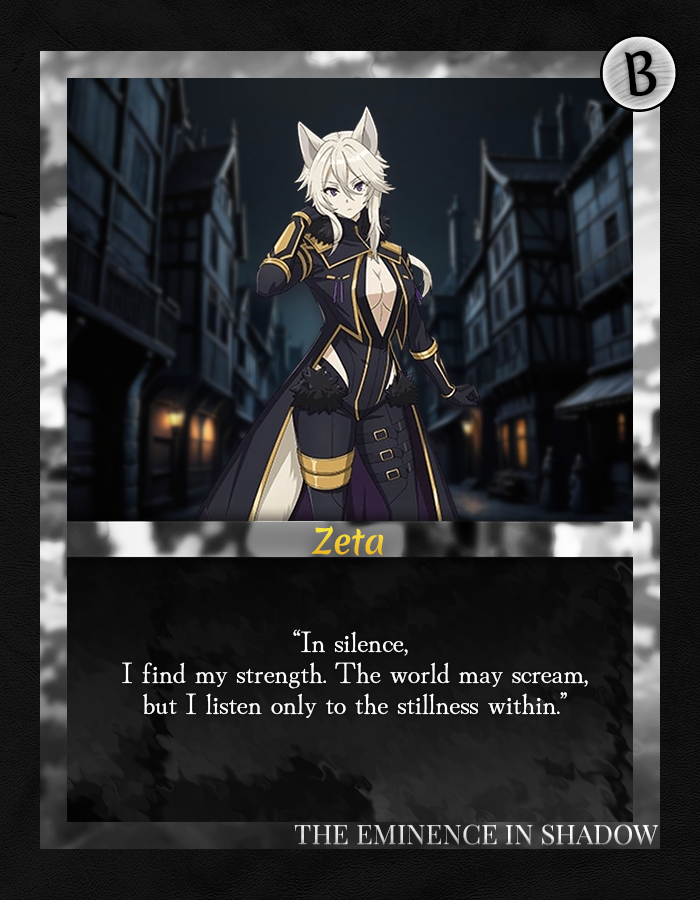 B
Zeta
“In silence,
I find my strength. The world may scream,
but I listen only to the stillness within.”
THE EMINENCE IN SHADOW